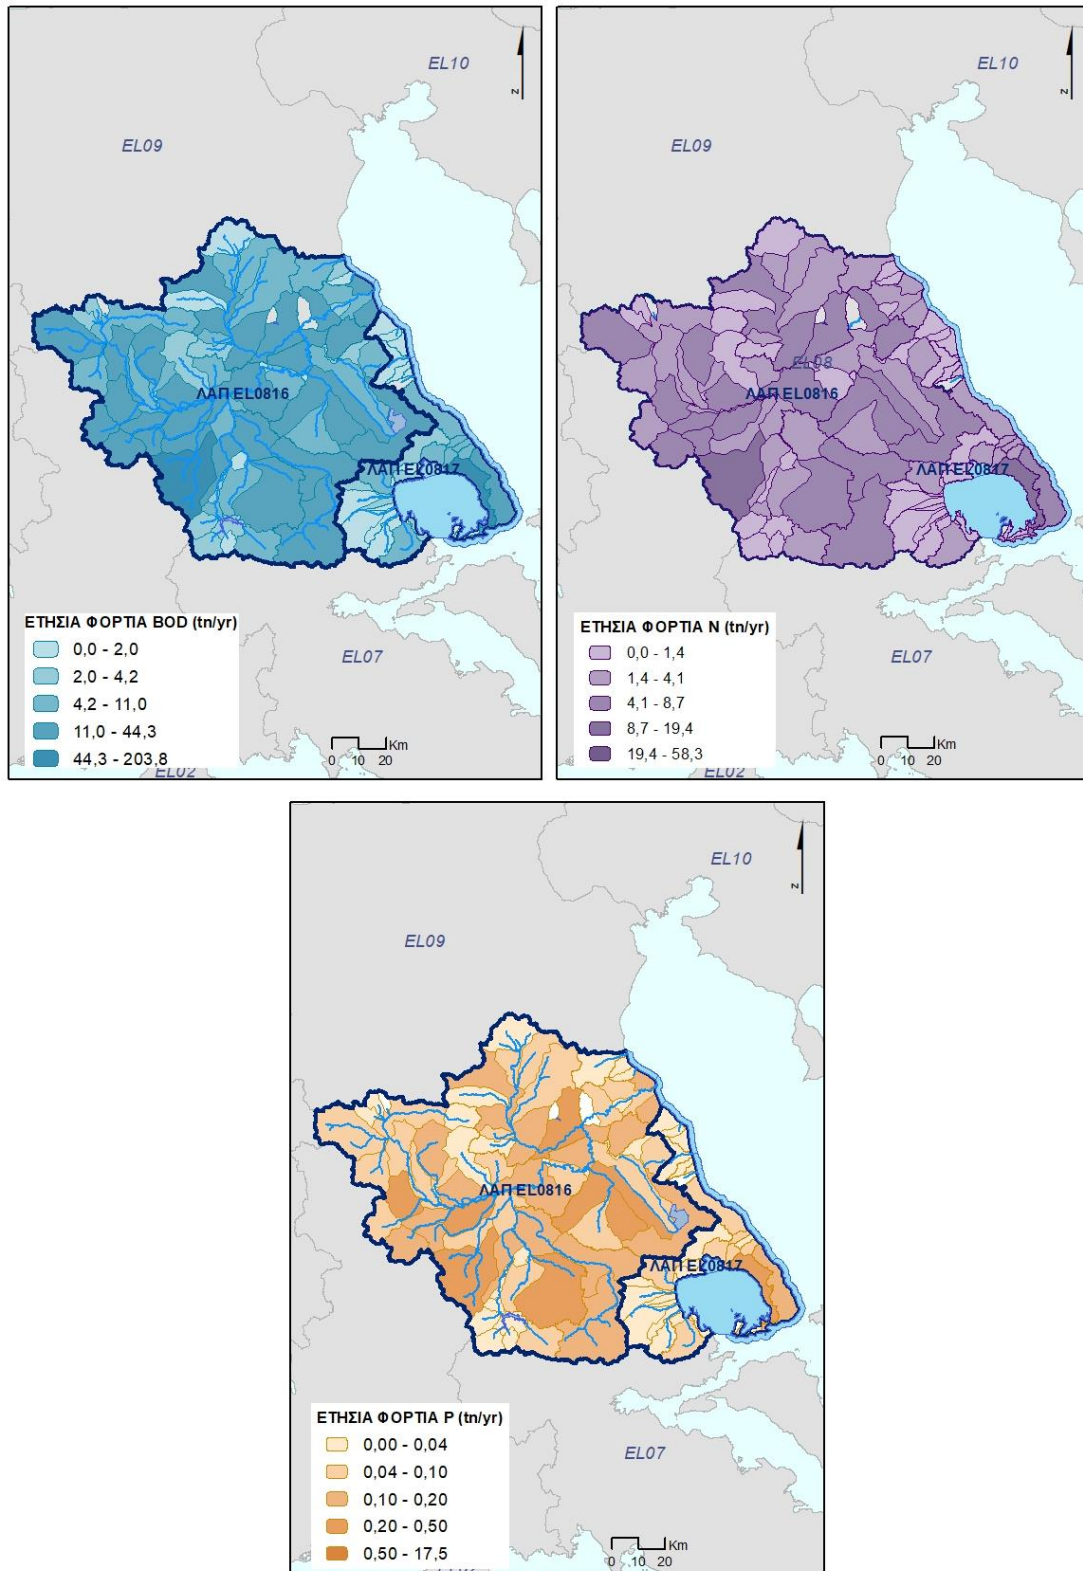 EL10
z
EL09
ΛΑΠ EL0816
ΛΑΠ EL0817
ΕΤΗΣΙΑ ΦΟΡΤΙΑ BOD (tn/yr)
0,0 - 2,0
2,0 - 4,2
4,2 - 11,0
11,0 - 44,3
44,3 - 203,8
EL07
Km
0 10 20
EL02
EL10
z
EL09
EL08
ΛΑΠ EL0816
ΛΑΠ EL0817
ΕΤΗΣΙΑ ΦΟΡΤΙΑ N (tn/yr)
0,0 - 1,4
1,4 - 4,1
4,1 - 8,7
8,7 - 19,4
19,4 - 58,3
EL07
Km
0 10 20
EL02
EL10
z
EL09
ΛΑΠ EL0816
ΛΑΠ EL0817
ΕΤΗΣΙΑ ΦΟΡΤΙΑ P (tn/yr)
0,00 - 0,04
0,04 - 0,10
0,10 - 0,20
0,20 - 0,50
0,50 - 17,5
EL07
Km
0 10 20